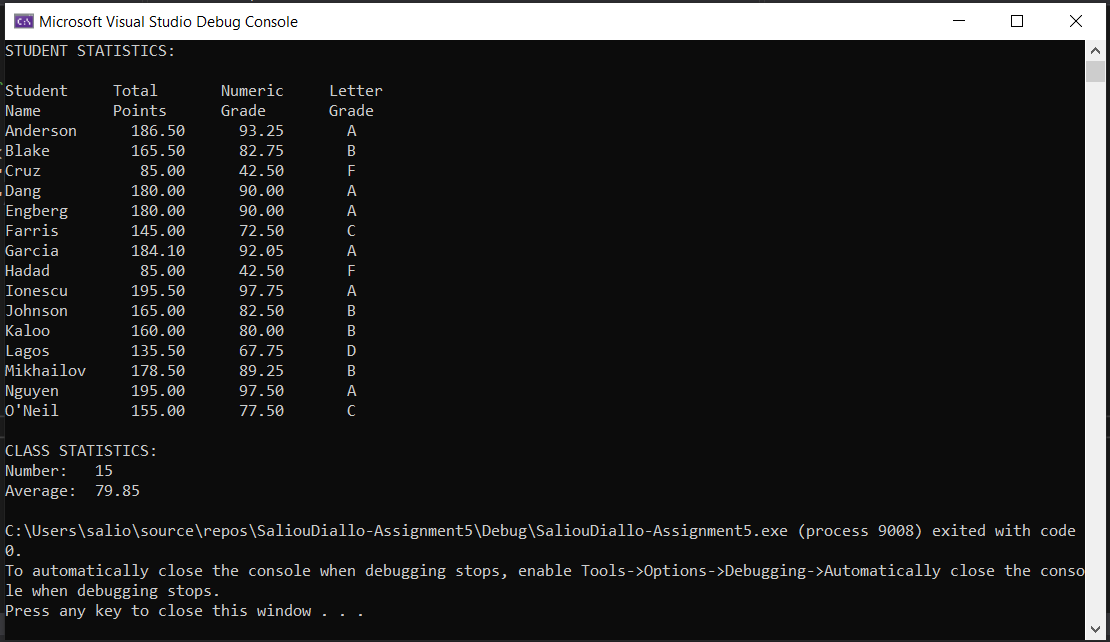 Microsoft Visual Studio Debug Console
STUDENT STATISTICS:
Student     Total       Numeric     Letter
Name        Points      Grade       Grade
Anderson      186.50      93.25       A
Blake         165.50      82.75       B
Cruz           85.00      42.50       F
Dang          180.00      90.00       A
Engberg       180.00      90.00       A
Farris        145.00      72.50       C
Garcia        184.10      92.05       A
Hadad          85.00      42.50       F
Ionescu       195.50      97.75       A
Johnson       165.00      82.50       B
Kaloo         160.00      80.00       B
Lagos         135.50      67.75       D
Mikhailov     178.50      89.25       B
Nguyen        195.00      97.50       A
O'Neil        155.00      77.50       C
CLASS STATISTICS:
Number:   15
Average:  79.85
C:\Users\salio\source\repos\SaliouDiallo-Assignment5\Debug\SaliouDiallo-Assignment5.exe (process 9008) exited with code
0.
To automatically close the console when debugging stops, enable Tools->Options->Debugging->Automatically close the conso
le when debugging stops.
Press any key to close this window . . .